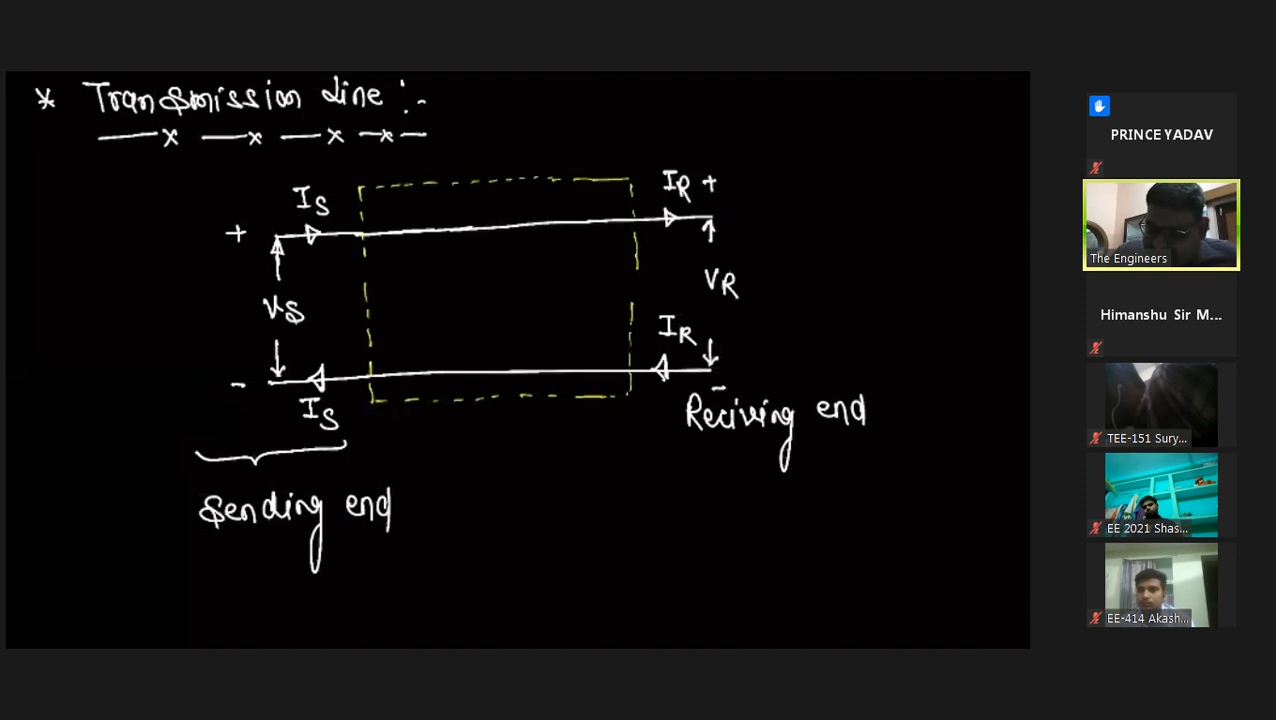 * Transmission Line :-
IS
IR +
+
VS
VR
IR
-
-
IS
Reciving end
Sending end
PRINCE YADAV
The Engineers
Himanshu Sir M...
TEE-151 Sury...
EE 2021 Shas...
EE-414 Akash...